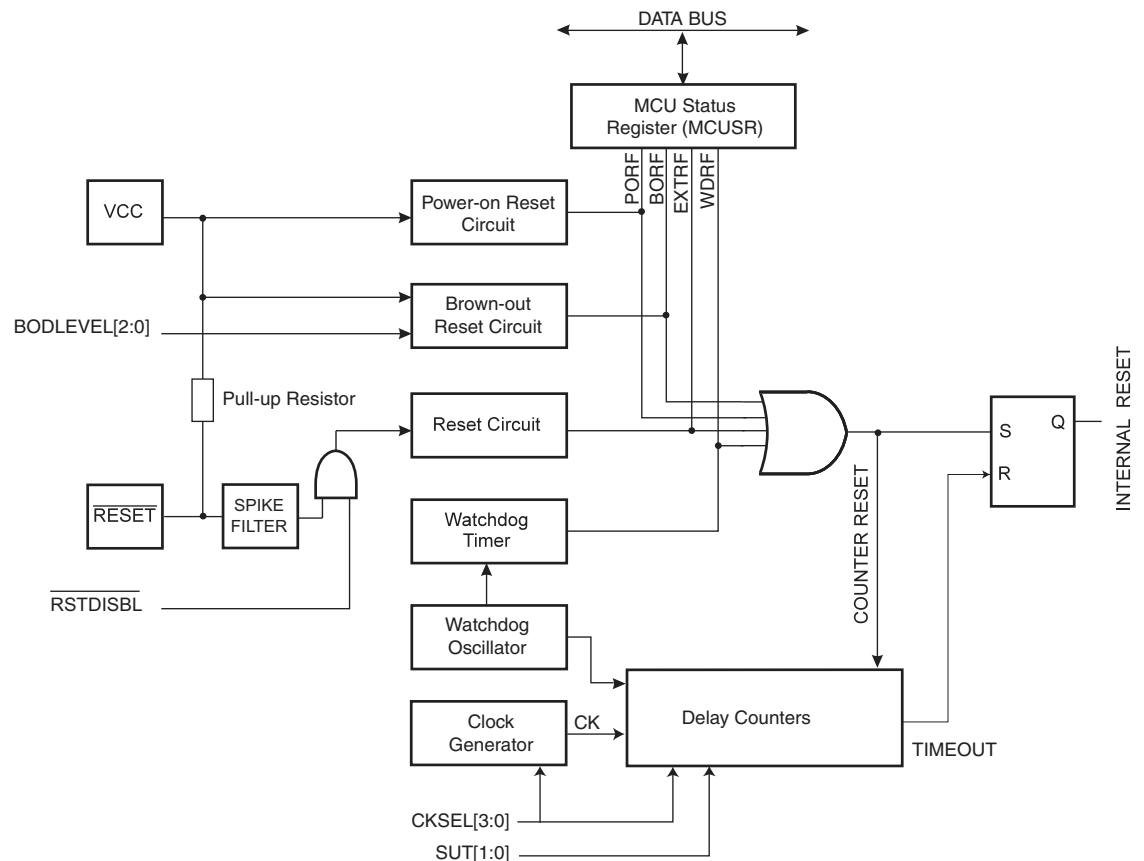 DATA BUS
MCU Status
Register (MCUSR)
PORF
BORF
EXTRF
WDRF
VCC
Power-on Reset
Circuit
BODLEVEL[2:0]
Brown-out
Reset Circuit
Pull-up Resistor
Reset Circuit
RESET
SPIKE
FILTER
Watchdog
Timer
RSTDISBL
Watchdog
Oscillator
Clock
Generator
CK
Delay Counters
COUNTER RESET
S
Q
R
INTERNAL RESET
TIMEOUT
CKSEL[3:0]
SUT[1:0]